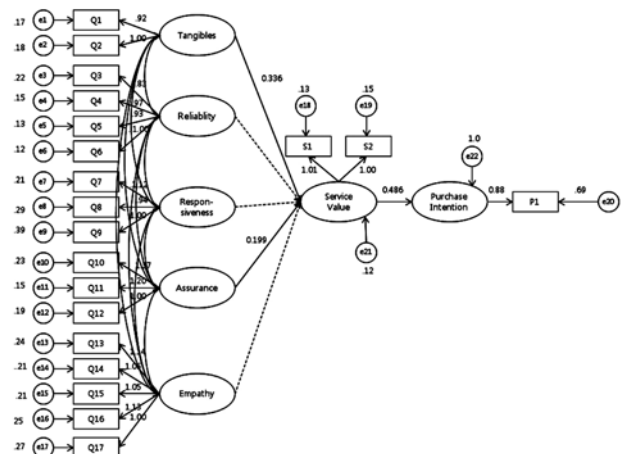 .17 e1 Q1 .92
.18 e2 Q2 1.00
.22 e3 Q3 .81
.15 e4 Q4 .97
.13 e5 Q5 .93
.12 e6 Q6 1.00
.21 e7 Q7
.29 e8 Q8 .94
.39 e9 Q9 1.00
.23 e10 Q10
.15 e11 Q11 1.20
.19 e12 Q12 1.00
.24 e13 Q13
.21 e14 Q14
.21 e15 Q15 1.05
25 e16 Q16 1.13
.27 e17 Q17 1.00
Tangibles
Reliablity
Respon-
siveness
Assurance
Empathy
0.336
0.199
.13 .15
e18 e19
S1 S2
1.01 1.00
Service
Value
e21
.12
0.486
1.0
e22
Purchase
Intention
0.88
P1
.69
e20